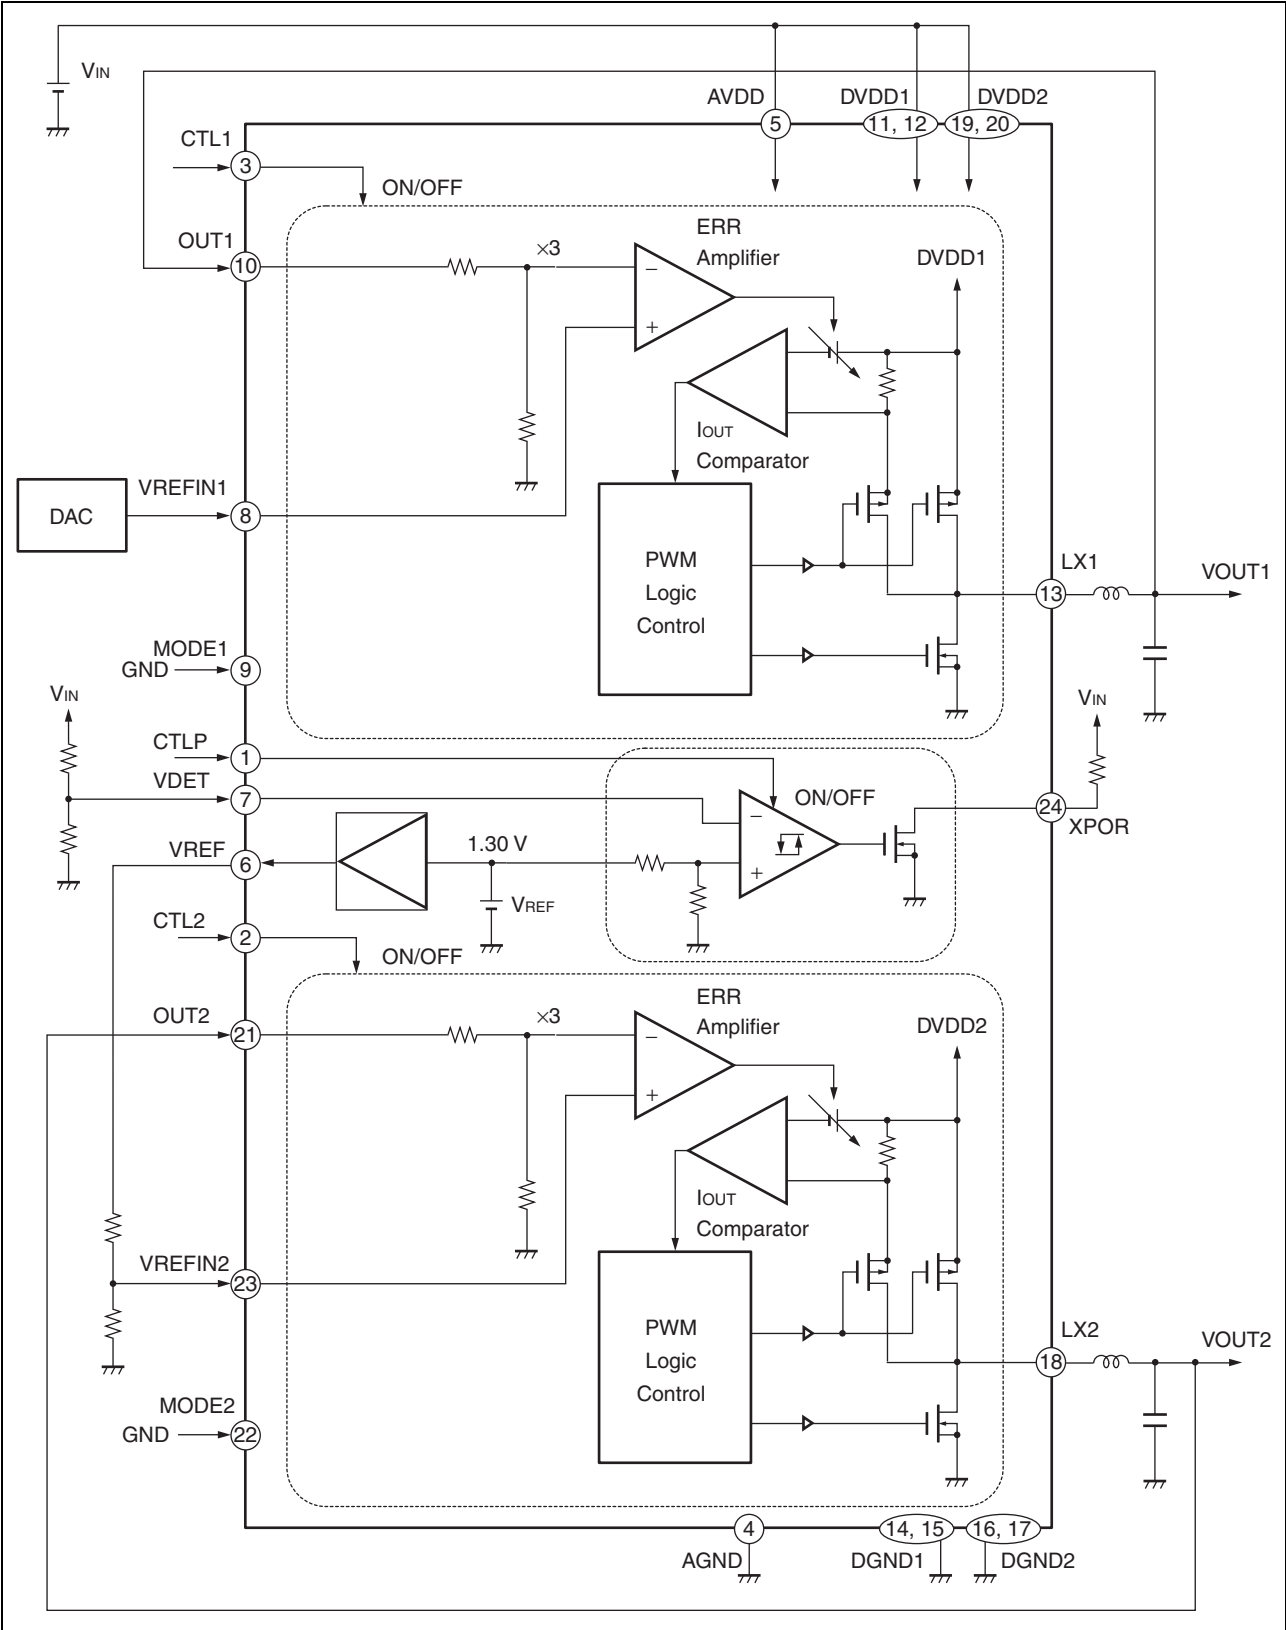 VIN
AVDD
DVDD1
DVDD2
5
11, 12
19, 20
CTL1
3
ON/OFF
OUT1
10
×3
ERR
Amplifier
DVDD1
−
+
IOUT
Comparator
DAC
VREFIN1
8
PWM
Logic
Control
LX1
13
VOUT1
MODE1
GND
9
VIN
VIN
CTLP
1
VDET
7
ON/OFF
−
+
24
XPOR
VREF
6
1.30 V
VREF
CTL2
2
ON/OFF
OUT2
21
×3
ERR
Amplifier
DVDD2
−
+
IOUT
Comparator
VREFIN2
23
PWM
Logic
Control
LX2
18
VOUT2
MODE2
GND
22
4
14, 15
16, 17
AGND
DGND1
DGND2